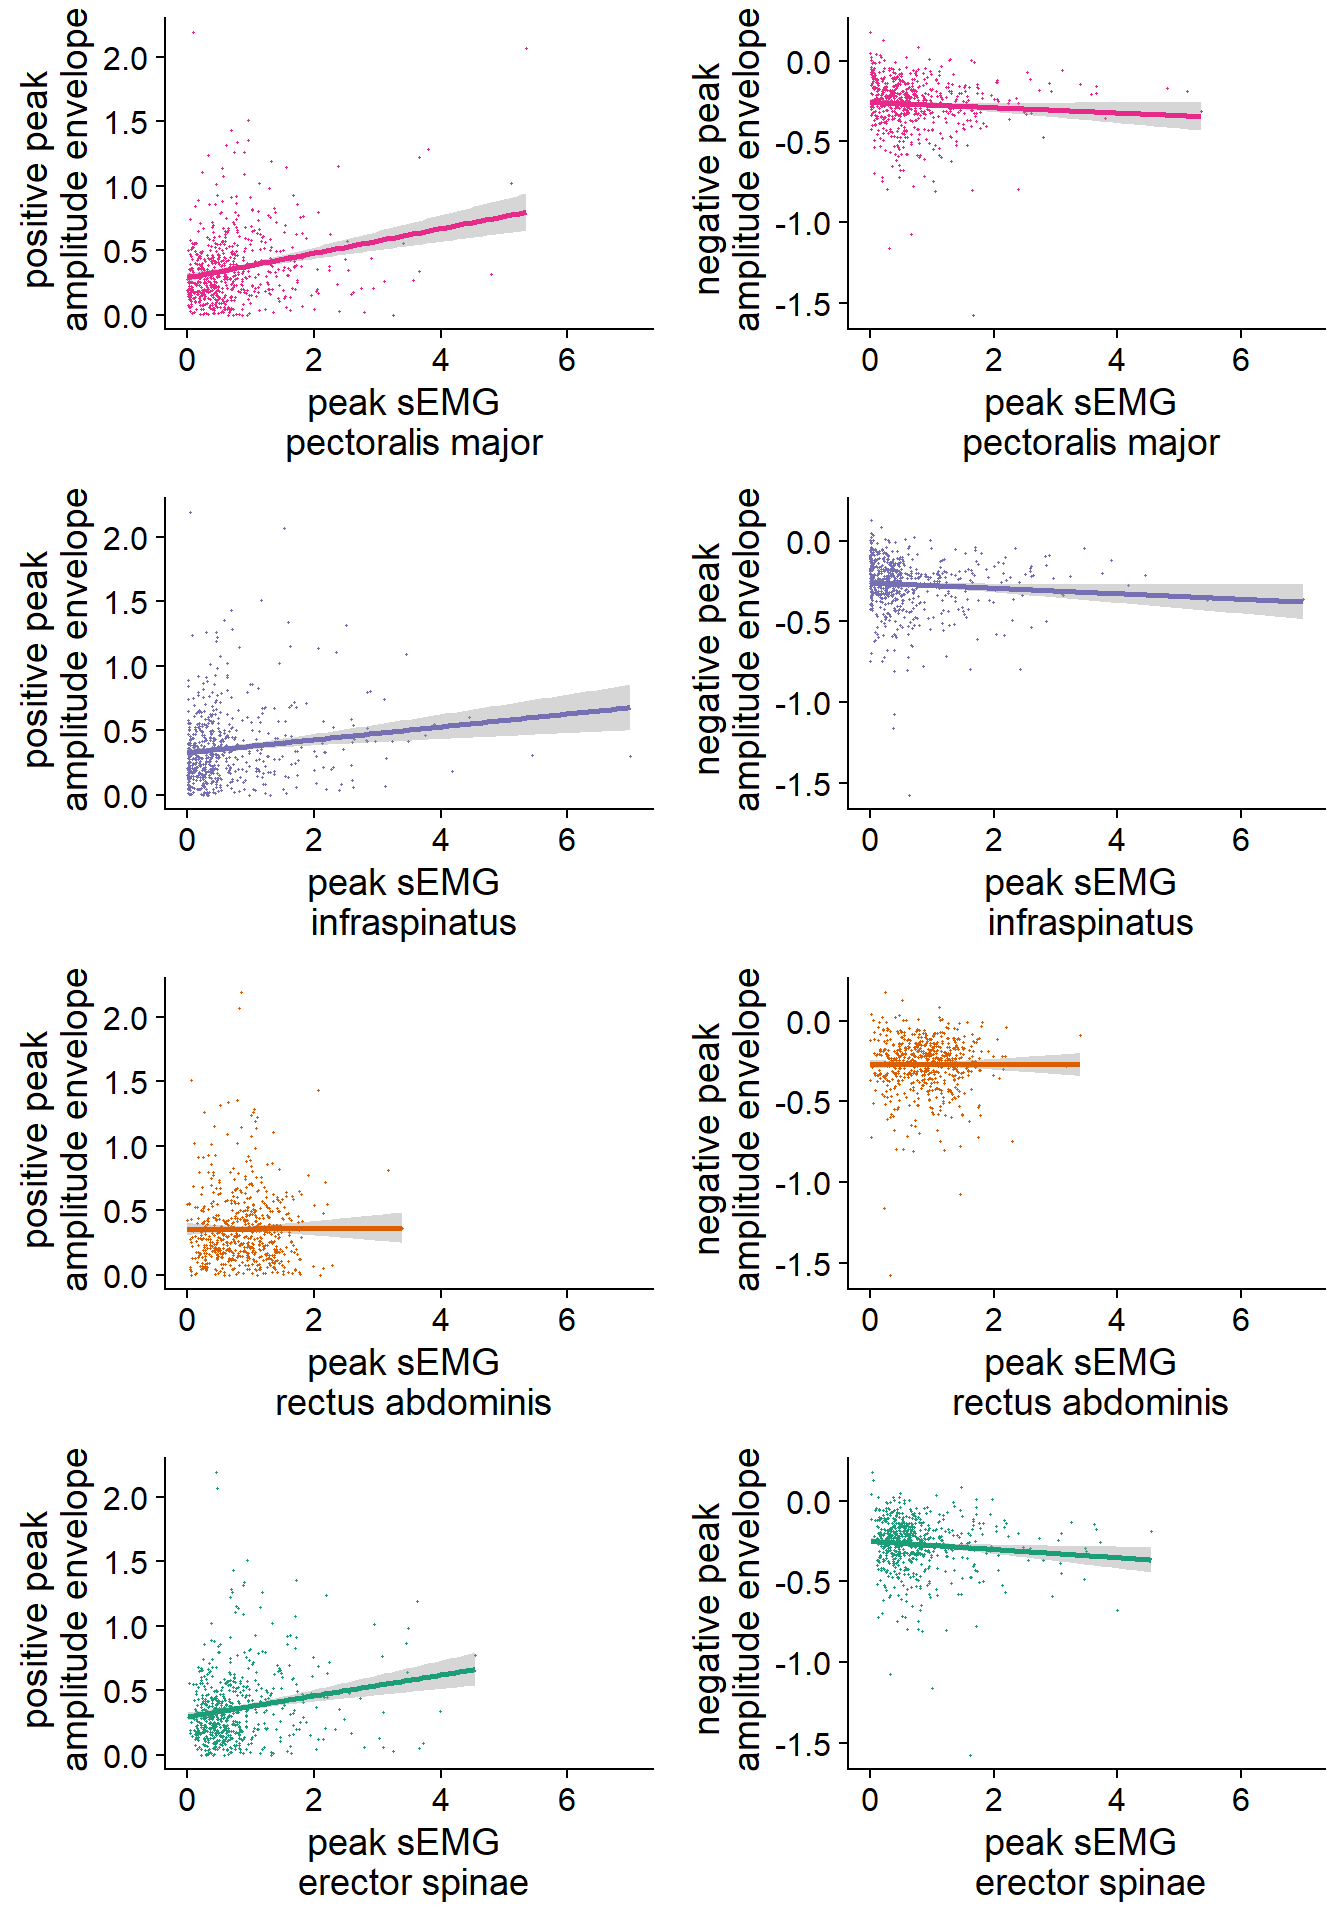 positive peak
amplitude envelope
2.0
1.5
1.0
0.5
0.0
0 2 4 6
peak sEMG
pectoralis major
negative peak
amplitude envelope
0.0
-0.5
-1.0
-1.5
0 2 4 6
peak sEMG
pectoralis major
positive peak
amplitude envelope
2.0
1.5
1.0
0.5
0.0
0 2 4 6
peak sEMG
infraspinatus
negative peak
amplitude envelope
0.0
-0.5
-1.0
-1.5
0 2 4 6
peak sEMG
infraspinatus
positive peak
amplitude envelope
2.0
1.5
1.0
0.5
0.0
0 2 4 6
peak sEMG
rectus abdominis
negative peak
amplitude envelope
0.0
-0.5
-1.0
-1.5
0 2 4 6
peak sEMG
rectus abdominis
positive peak
amplitude envelope
2.0
1.5
1.0
0.5
0.0
0 2 4 6
peak sEMG
erector spinae
negative peak
amplitude envelope
0.0
-0.5
-1.0
-1.5
0 2 4 6
peak sEMG
erector spinae